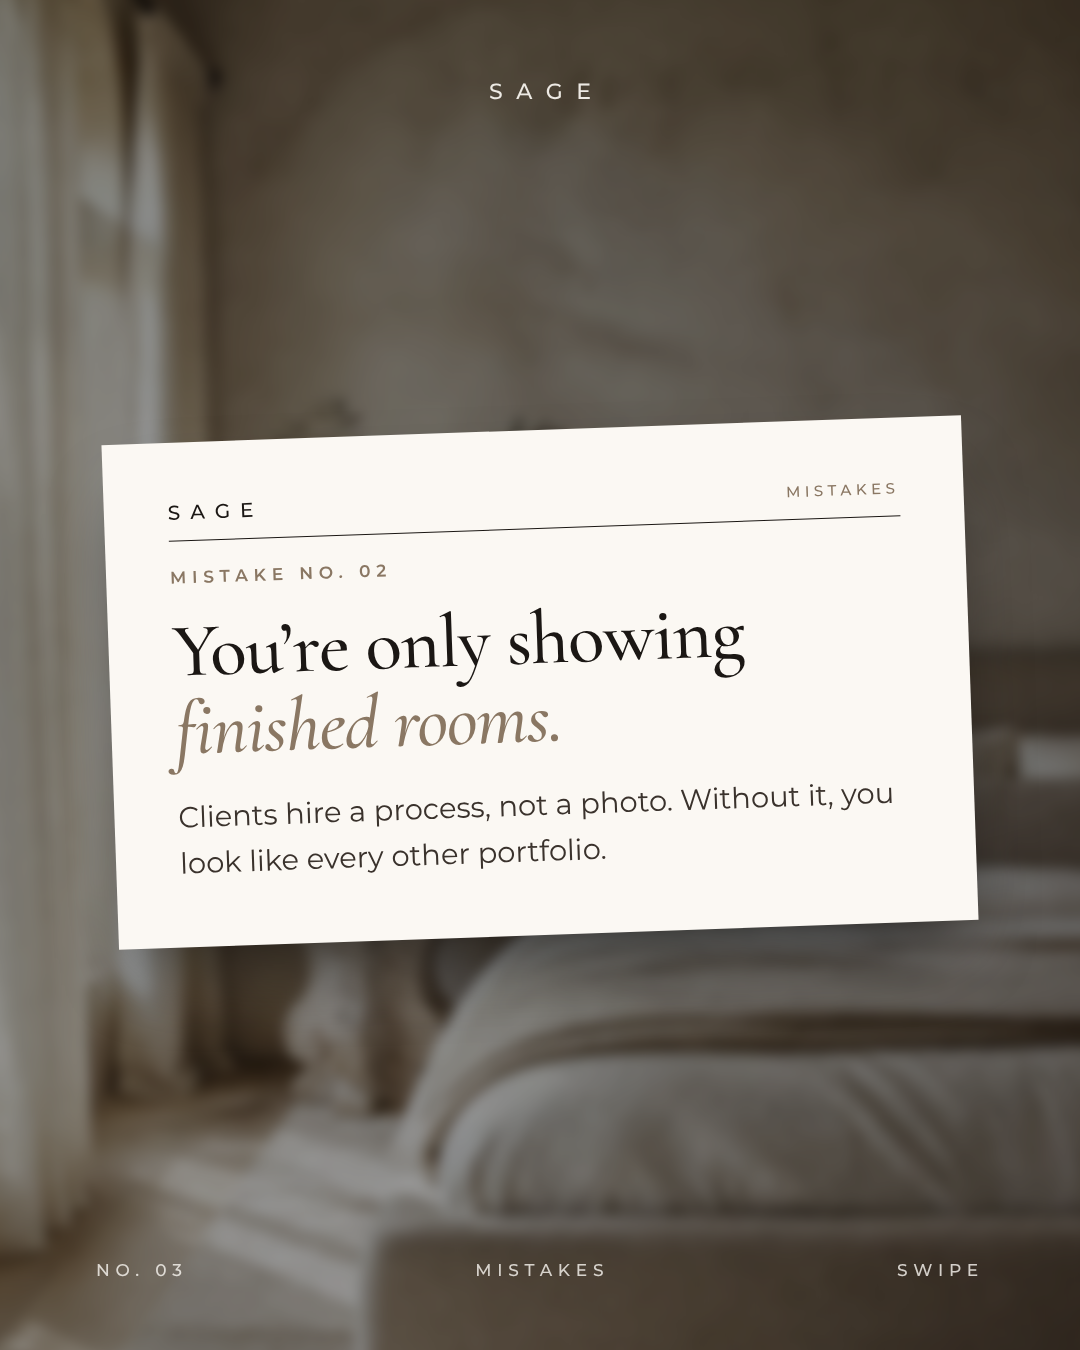 SAGE
SAGE
MISTAKES
MISTAKE NO. 02
You’re only showing
finished rooms.
Clients hire a process, not a photo. Without it, you
look like every other portfolio.
NO. 03
MISTAKES
SWIPE